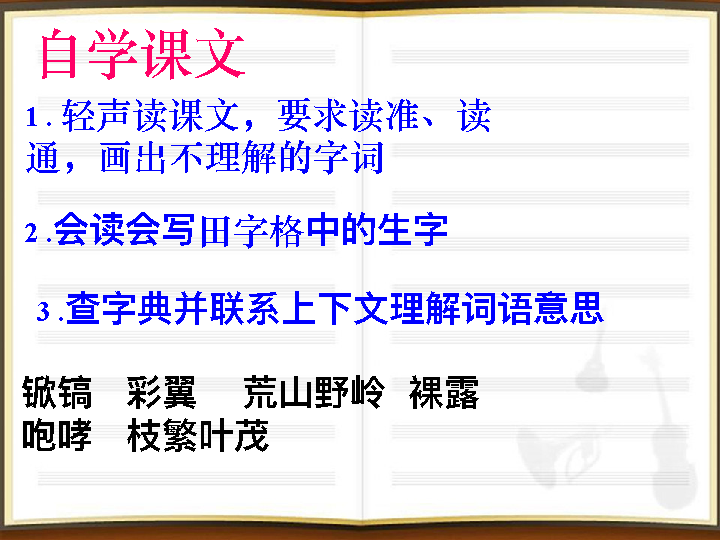 自学课文
1 . 轻声读课文，要求读准、读
通，画出不理解的字词
2 .会读会写田字格中的生字
3 .查字典并联系上下文理解词语意思
锨镐 彩翼 荒山野岭 裸露
咆哮 枝繁叶茂